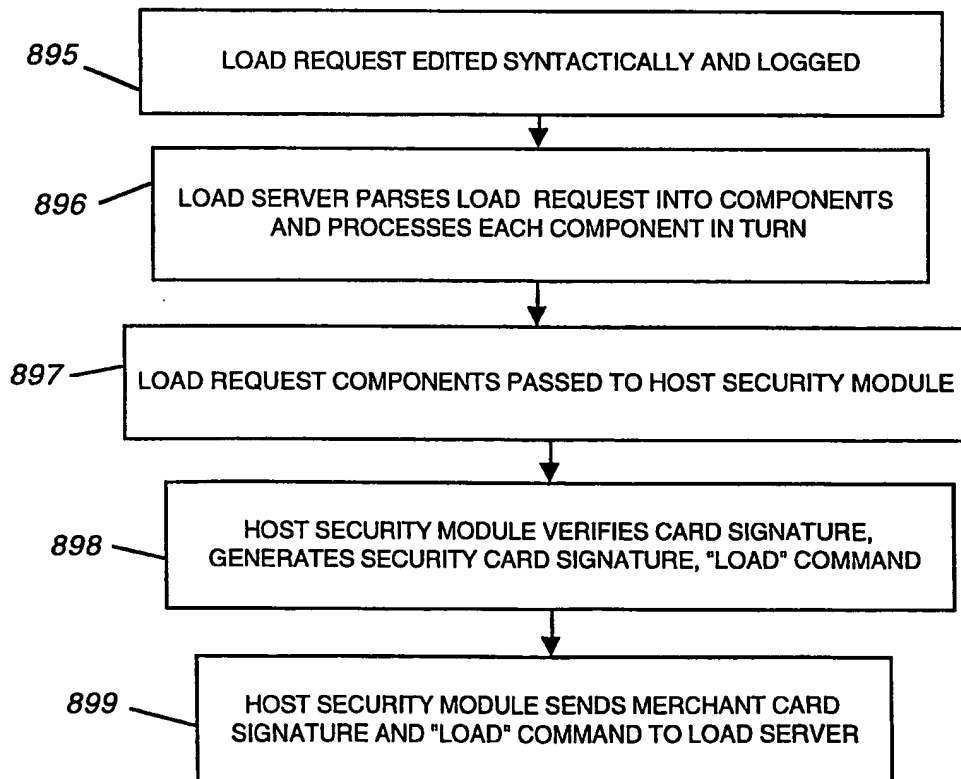 895
LOAD REQUEST EDITED SYNTACTICALLY AND LOGGED
896
LOAD SERVER PARSES LOAD REQUEST INTO COMPONENTS
AND PROCESSES EACH COMPONENT IN TURN
897
LOAD REQUEST COMPONENTS PASSED TO HOST SECURITY MODULE
898
HOST SECURITY MODULE VERIFIES CARD SIGNATURE,
GENERATES SECURITY CARD SIGNATURE, "LOAD" COMMAND
899
HOST SECURITY MODULE SENDS MERCHANT CARD
SIGNATURE AND "LOAD" COMMAND TO LOAD SERVER